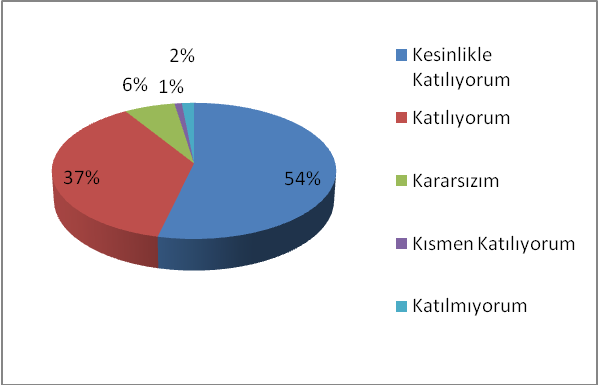 2%
6%
1%
37%
54%
Kesinlikle
Katılıyorum
Katılıyorum
Kararsızım
Kısmen Katılıyorum
Katılmıyorum